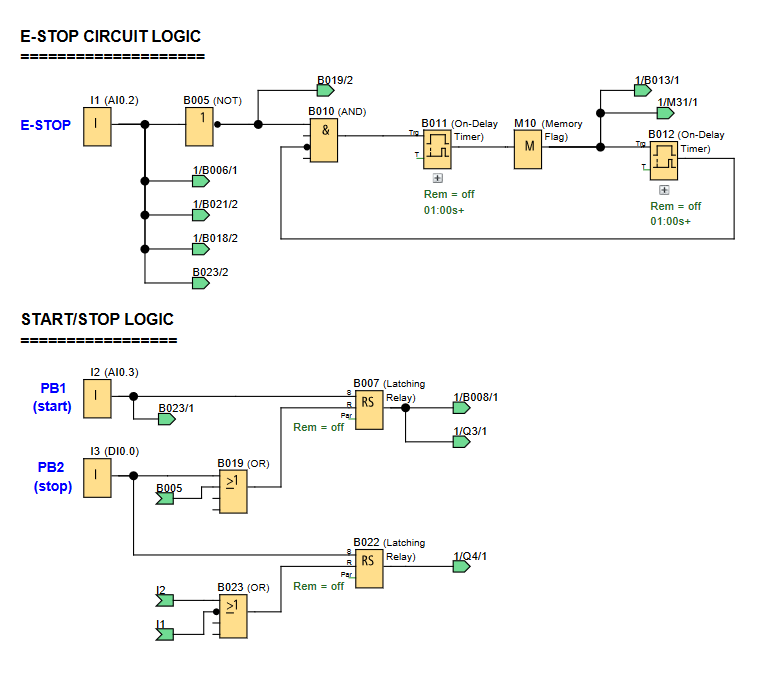 E-STOP CIRCUIT LOGIC
====================
I1 (AI0.2)
B005 (NOT)
B019/2
B010 (AND)
B011 (On-Delay
Timer)
M10 (Memory
Flag)
1/B013/1
1/M31/1
B012 (On-Delay
Timer)
E-STOP
I
1
&
Trg
T
M
Trg
T
1/B006/1
1/B021/2
1/B018/2
B023/2
Rem = off
01:00s+
Rem = off
01:00s+
START/STOP LOGIC
=================
I2 (AI0.3)
PB1
(start)
I
B023/1
B007 (Latching
Relay)
S
R
Par
RS
Rem = off
1/B008/1
1/Q3/1
I3 (DI0.0)
PB2
(stop)
I
B005
B019 (OR)
>1
B022 (Latching
Relay)
S
R
Par
RS
Rem = off
1/Q4/1
I2
I1
B023 (OR)
>1